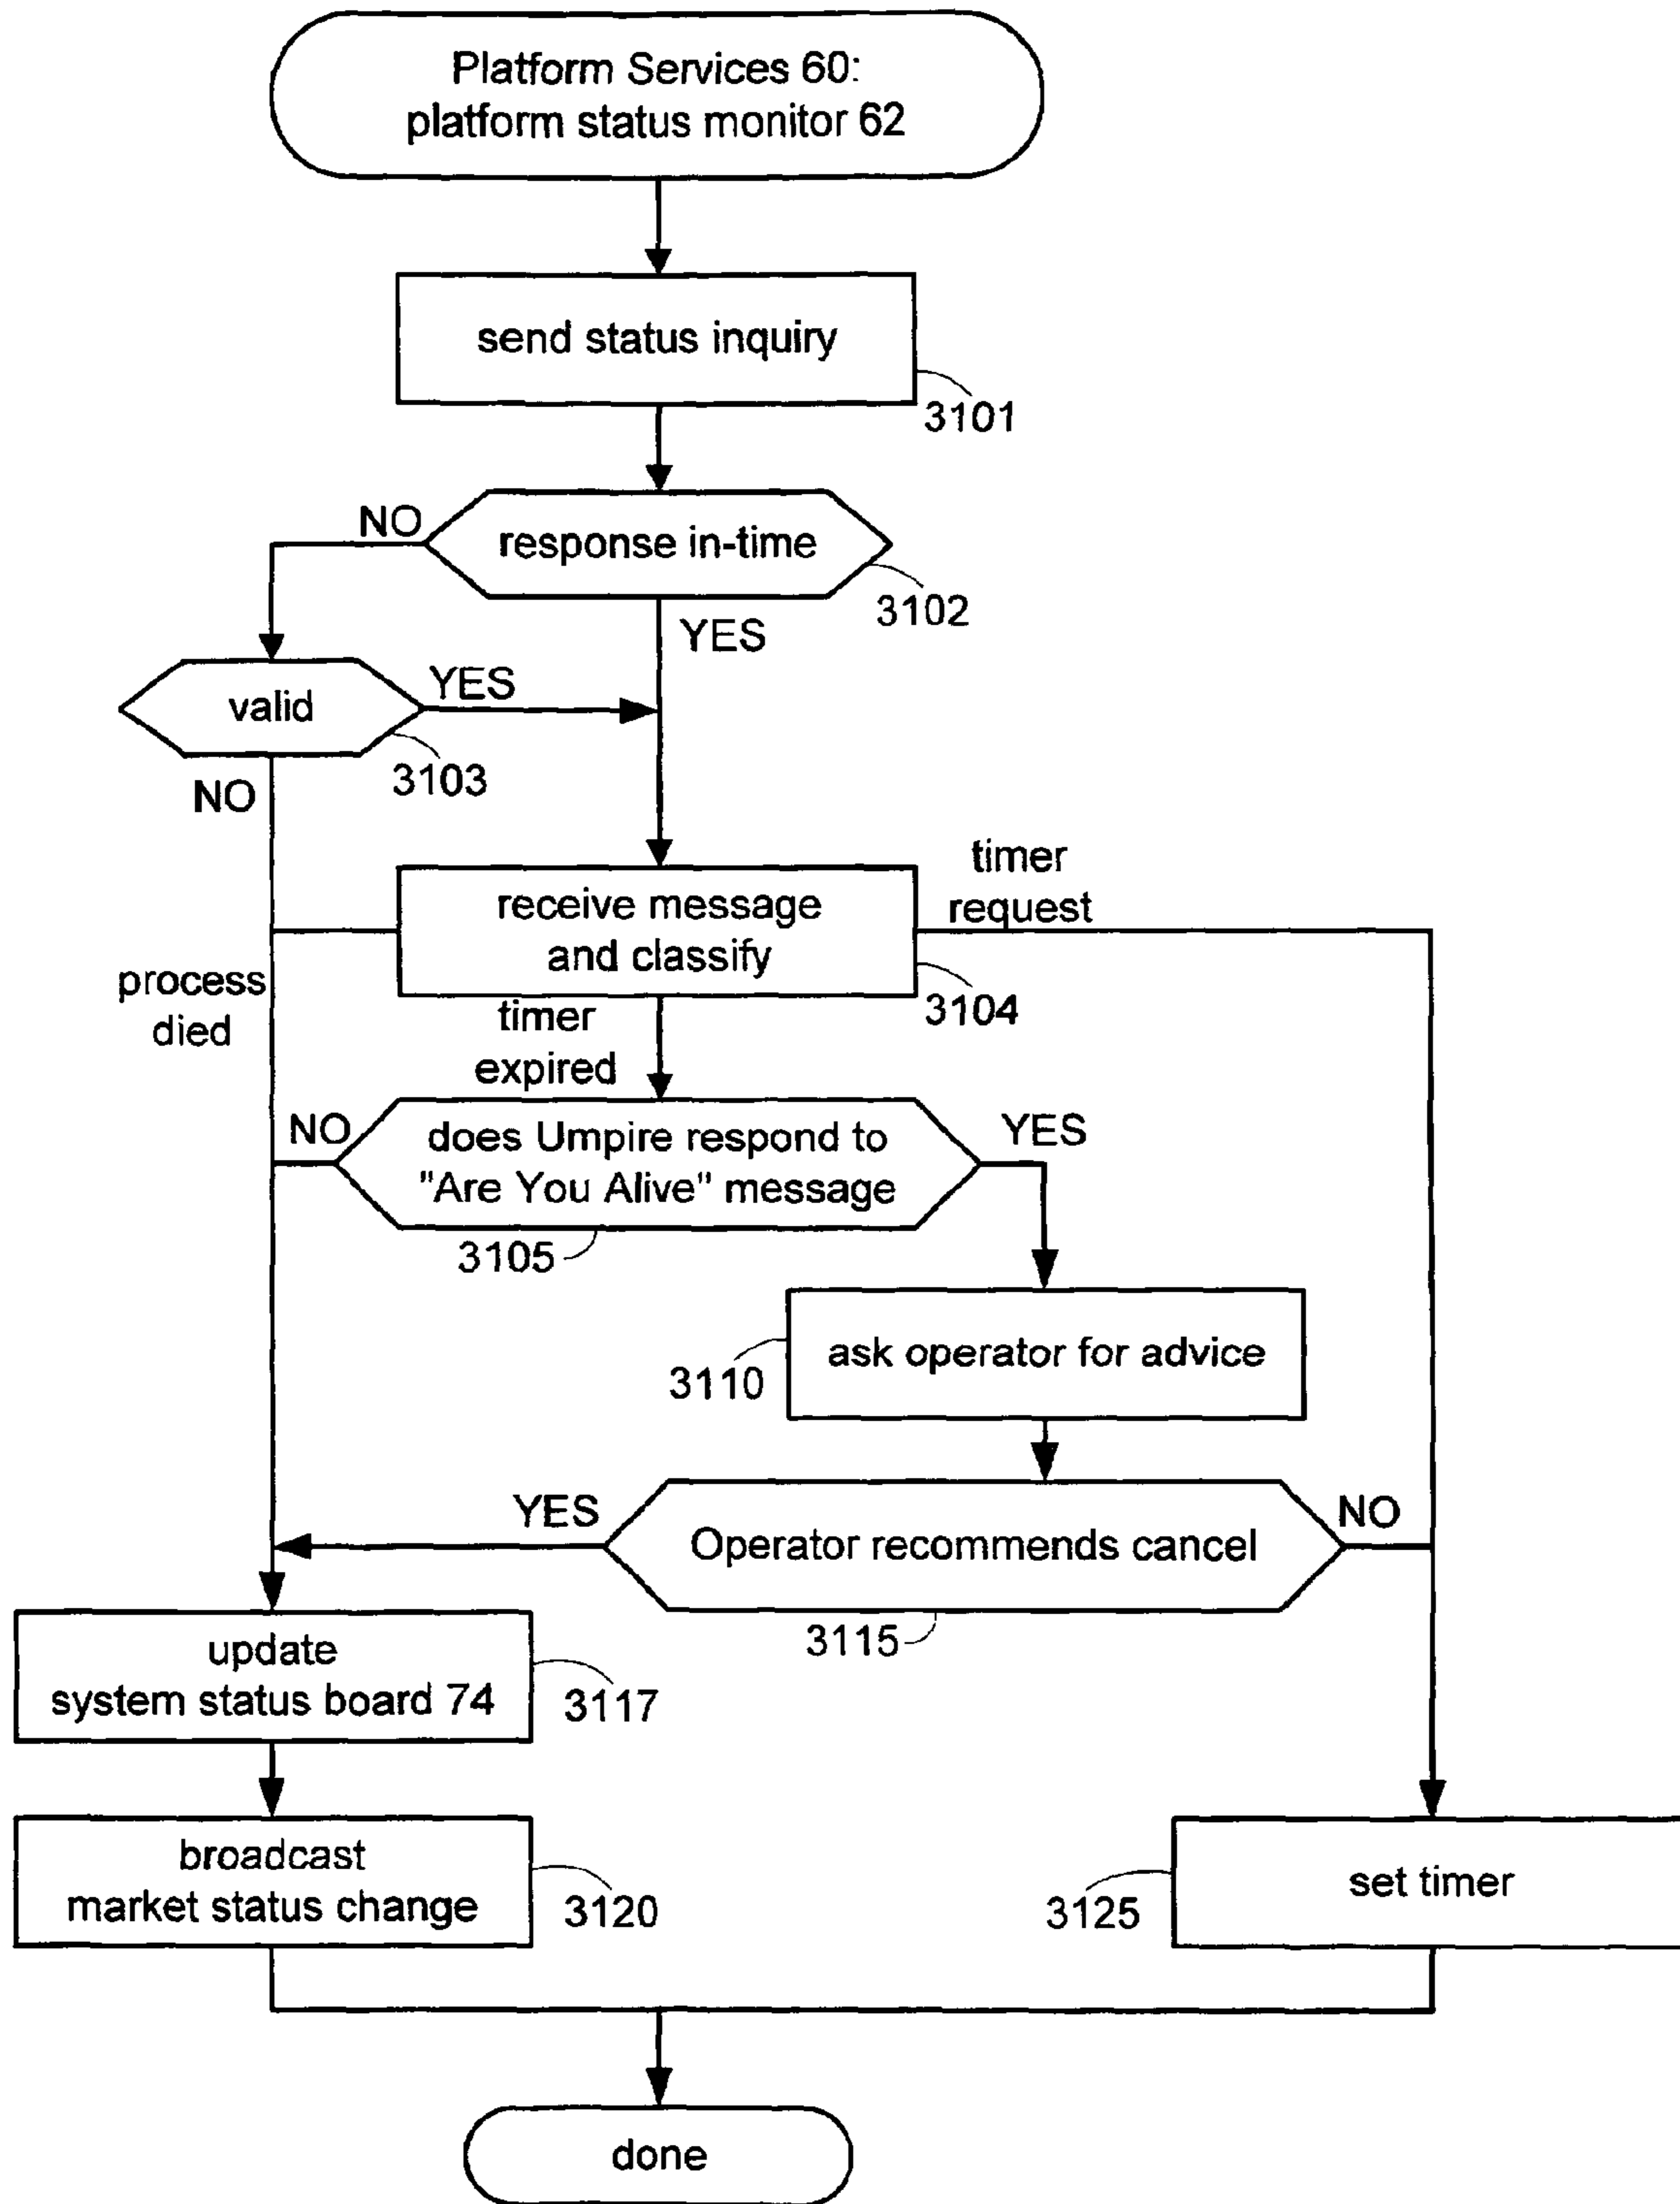 Platform Services 60:
platform status monitor 62
send status inquiry
3101
NO
response in-time
3102
YES
valid
YES
3103
NO
timer
request
receive message
and classify
3104
process
died
timer
expired
NO
does Umpire respond to
"Are You Alive" message
YES
3105
ask operator for advice
3110
YES
Operator recommends cancel
NO
3115
update
system status board 74
3117
broadcast
market status change
3120
set timer
3125
done